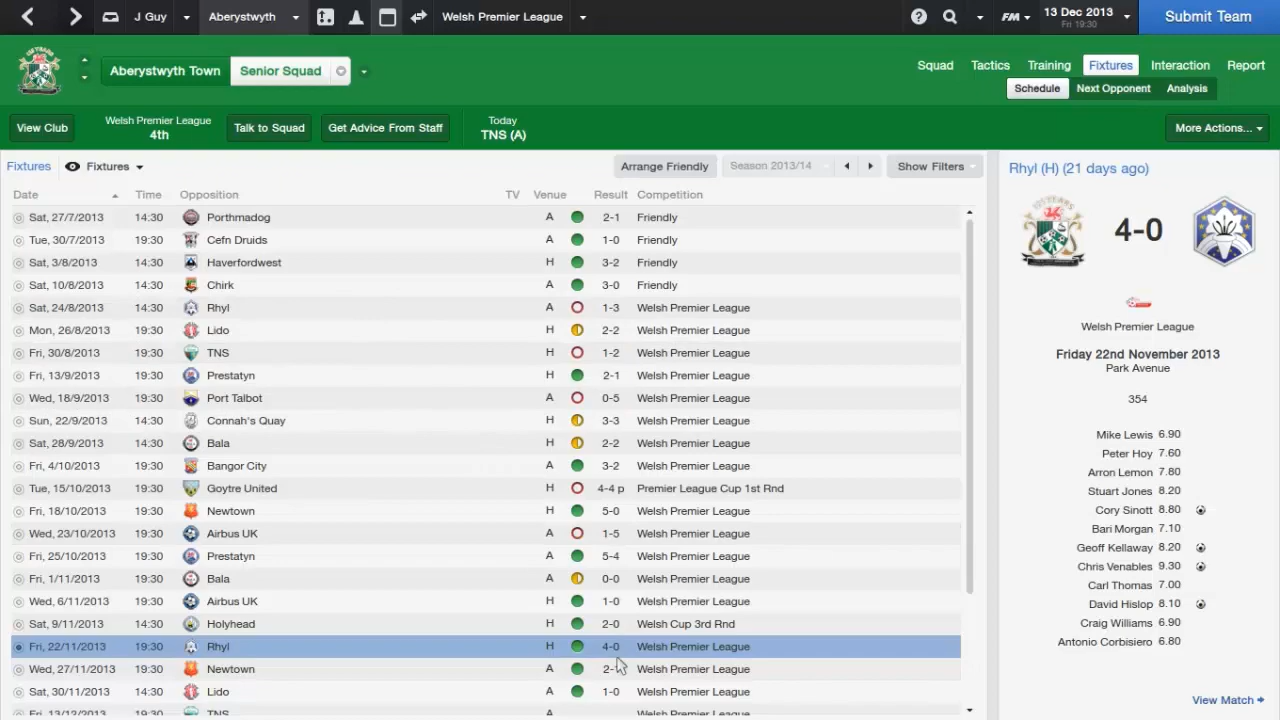 J Guy Aberystwyth Welsh Premier League FM 13 Dec 2013 Fri 19:30 Submit Team
Aberystwyth Town Senior Squad Squad Tactics Training Fixtures Interaction Report
Schedule Next Opponent Analysis
View Club Welsh Premier League 4th Talk to Squad Get Advice From Staff Today TNS (A) More Actions...
Fixtures Fixtures Arrange Friendly Season 2013/14 Show Filters
Date Time Opposition TV Venue Result Competition
Sat, 27/7/2013 14:30 Porthmadog A 2-1 Friendly
Tue, 30/7/2013 19:30 Cefn Druids A 1-0 Friendly
Sat, 3/8/2013 14:30 Haverfordwest H 3-2 Friendly
Sat, 10/8/2013 14:30 Chirk A 3-0 Friendly
Sat, 24/8/2013 14:30 Rhyl A 1-3 Welsh Premier League
Mon, 26/8/2013 19:30 Lido H 2-2 Welsh Premier League
Fri, 30/8/2013 19:30 TNS H 1-2 Welsh Premier League
Fri, 13/9/2013 19:30 Prestatyn H 2-1 Welsh Premier League
Wed, 18/9/2013 19:30 Port Talbot A 0-5 Welsh Premier League
Sun, 22/9/2013 14:30 Connah's Quay H 3-3 Welsh Premier League
Sat, 28/9/2013 14:30 Bala H 2-2 Welsh Premier League
Fri, 4/10/2013 19:30 Bangor City A 3-2 Welsh Premier League
Tue, 15/10/2013 19:30 Goytre United H 4-4 p Premier League Cup 1st Rnd
Fri, 18/10/2013 19:30 Newtown H 5-0 Welsh Premier League
Wed, 23/10/2013 19:30 Airbus UK A 1-5 Welsh Premier League
Fri, 25/10/2013 19:30 Prestatyn A 5-4 Welsh Premier League
Fri, 1/11/2013 19:30 Bala A 0-0 Welsh Premier League
Wed, 6/11/2013 19:30 Airbus UK H 1-0 Welsh Premier League
Sat, 9/11/2013 14:30 Holyhead H 2-0 Welsh Cup 3rd Rnd
Fri, 22/11/2013 19:30 Rhyl H 4-0 Welsh Premier League
Wed, 27/11/2013 19:30 Newtown A Welsh Premier League
Sat, 30/11/2013 14:30 Lido A 1-0 Welsh Premier League
Fri, 13/12/2013 19:30 TNS A Welsh Premier League
Rhyl (H) (21 days ago)
4-0
Welsh Premier League
Friday 22nd November 2013
Park Avenue
354
Mike Lewis 6.90
Peter Hoy 7.60
Arron Lemon 7.80
Stuart Jones 8.20
Cory Sinott 8.80
Bari Morgan 7.10
Geoff Kellaway 8.20
Chris Venables 9.30
Carl Thomas 7.00
David Hislop 8.10
Craig Williams 6.90
Antonio Corbisiero 6.80
View Match